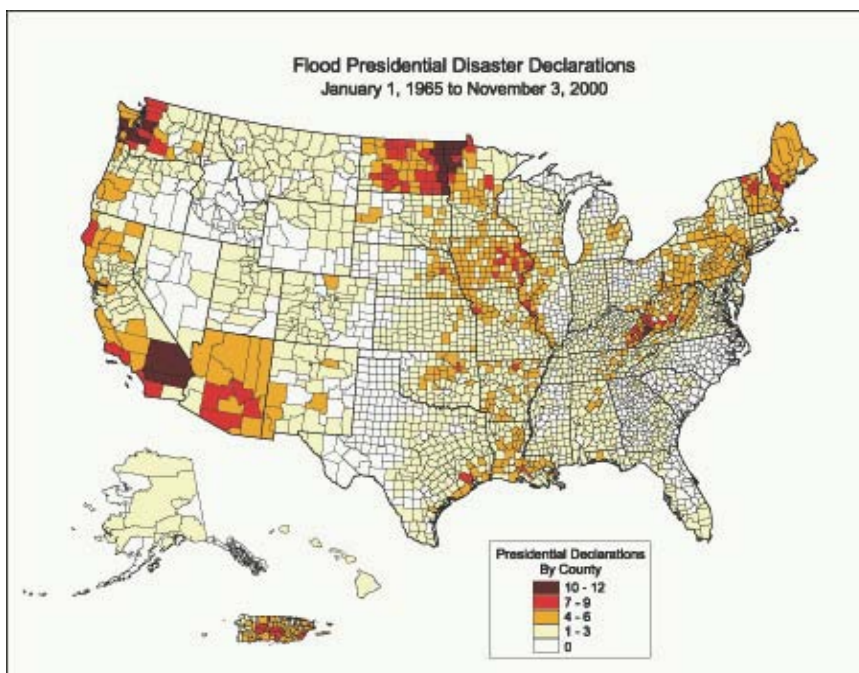 Flood Presidential Disaster Declarations
January 1, 1965 to November 3, 2000
Presidential Declarations
By County
10 - 12
7 - 9
4 - 6
1 - 3
0